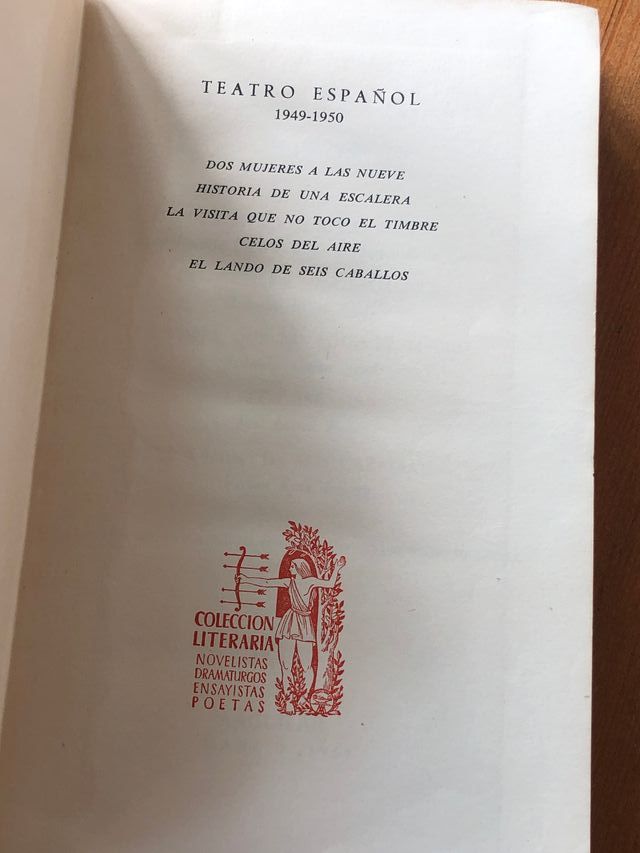 TEATRO ESPAÑOL
1949-1950
DOS MUJERES A LAS NUEVE
HISTORIA DE UNA ESCALERA
LA VISITA QUE NO TOCO EL TIMBRE
CELOS DEL AIRE
EL LANDO DE SEIS CABALLOS
COLECCION
LITERARIA
NOVELISTAS
DRAMATURGOS
ENSAYISTAS
POETAS